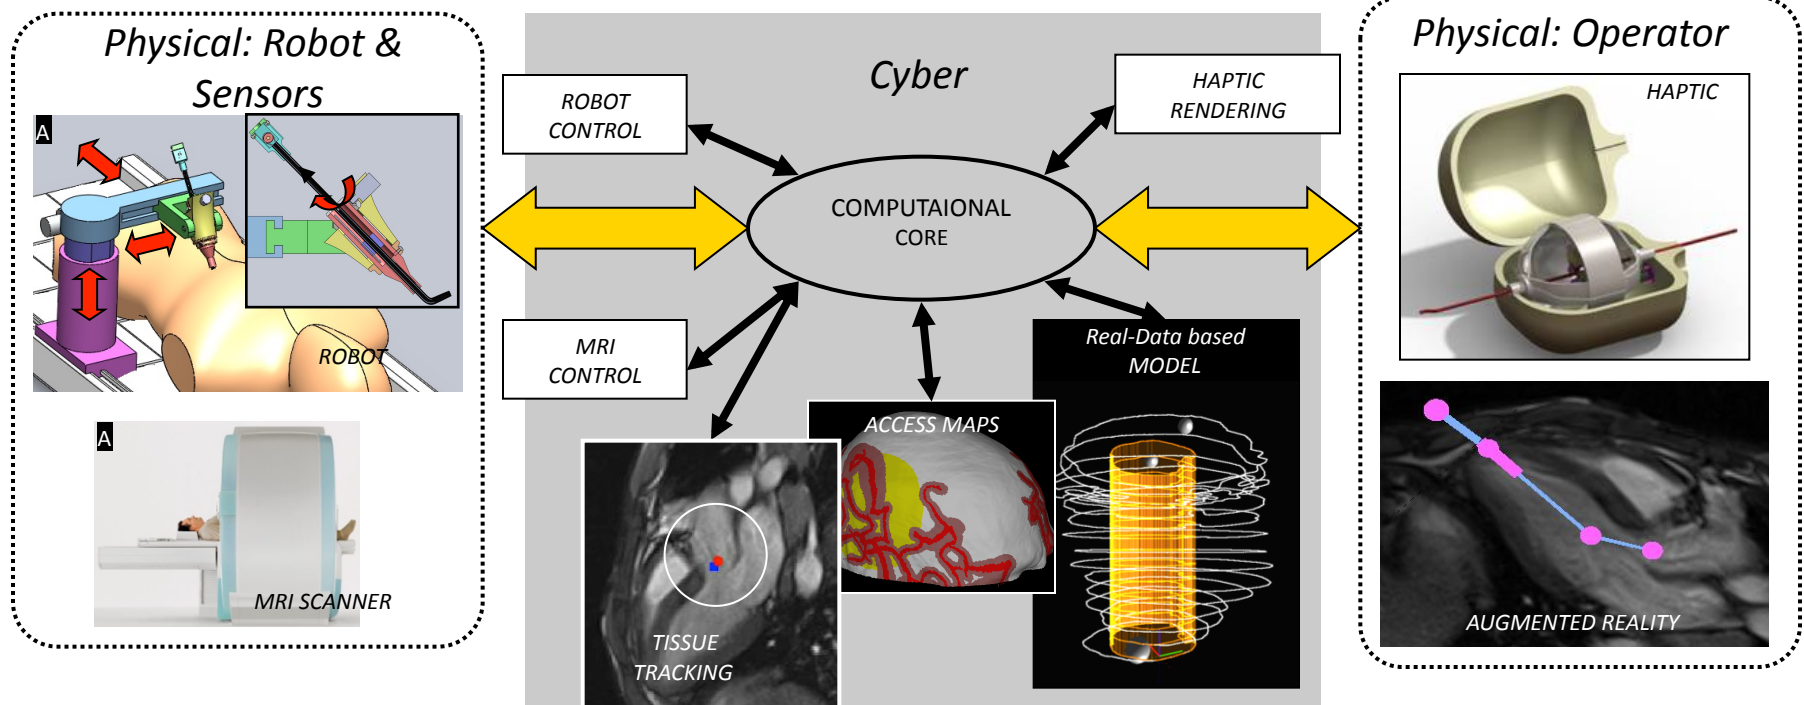 Physical: Robot &
Sensors
A
ROBOT
A
MRI SCANNER
Cyber
ROBOT
CONTROL
HAPTIC
RENDERING
COMPUTAIONAL
CORE
MRI
CONTROL
TISSUE
TRACKING
ACCESS MAPS
Real-Data based
MODEL
Physical: Operator
HAPTIC
AUGMENTED REALITY